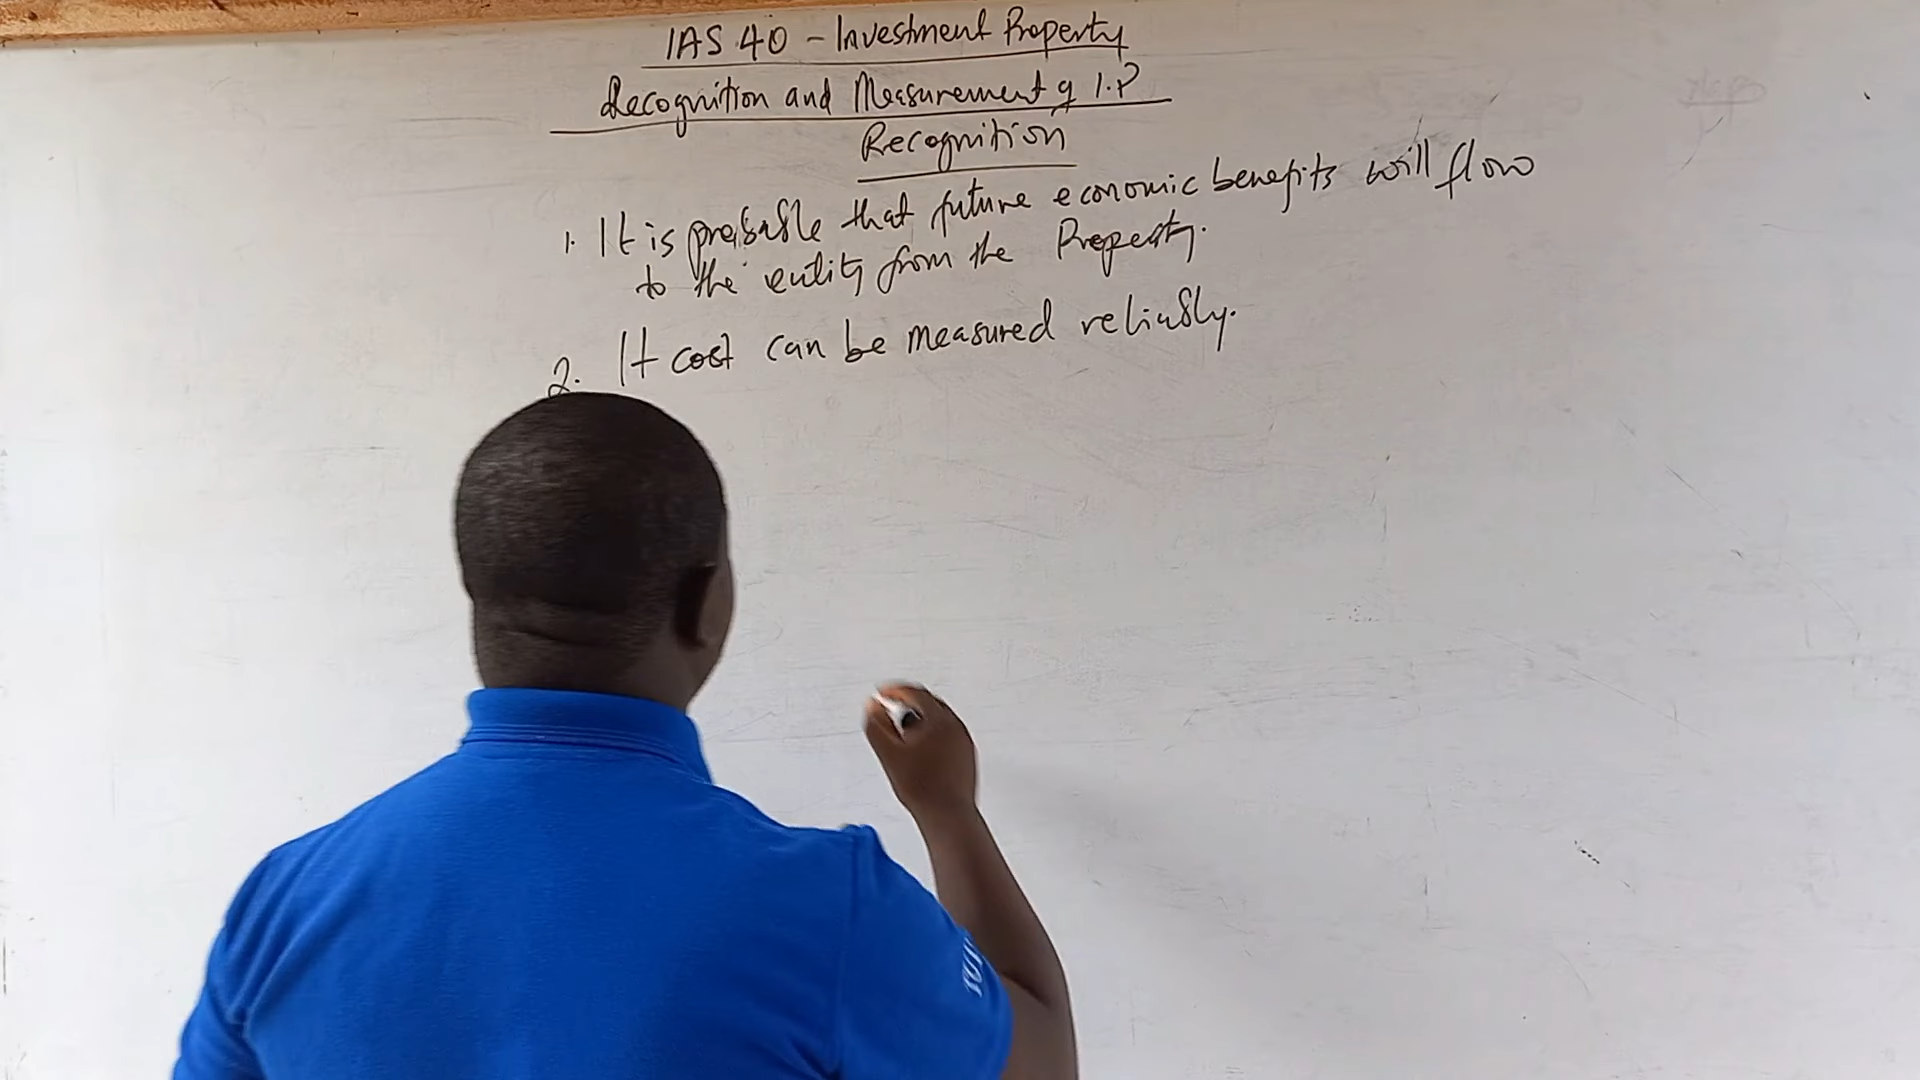 IAS 40 - Investment Property
Recognition and Measurement of I.P
Recognition
1. It is probable that future economic benefits will flow
to the entity from the Property.
2. It cost can be measured reliably.